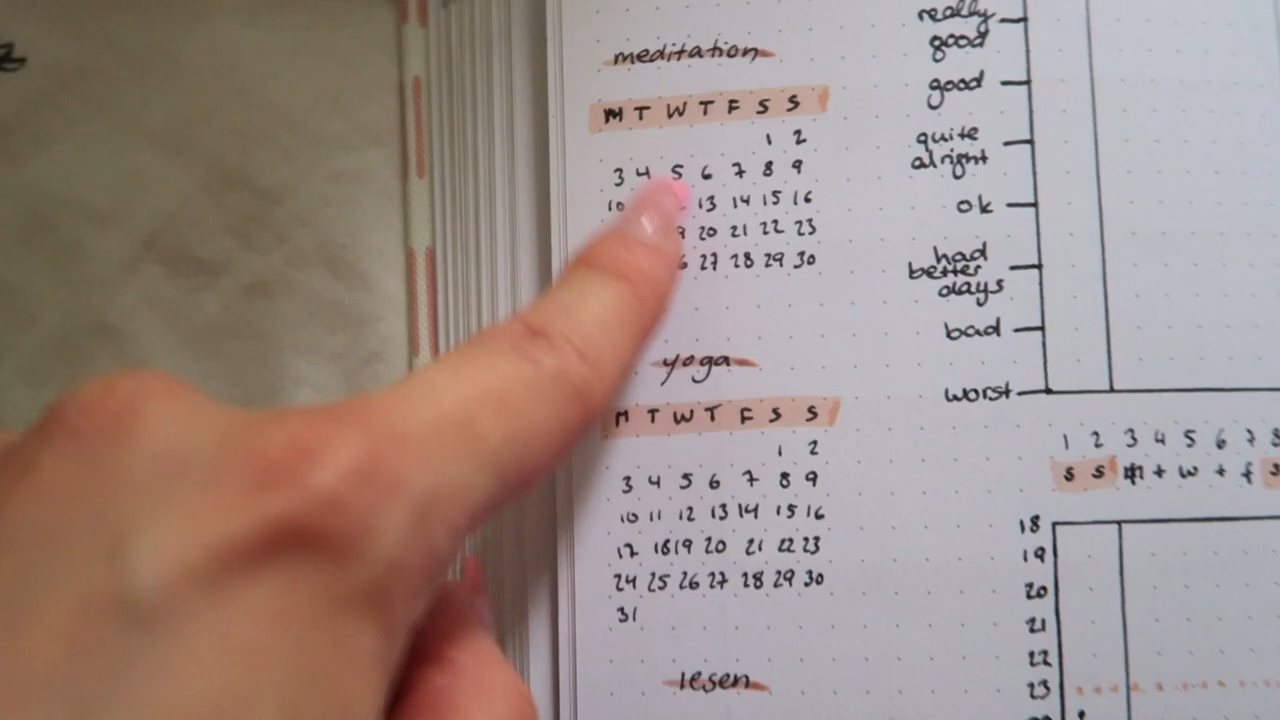 meditation
M T W T F S S
1 2
3 4 5 6 7 8 9
10 13 14 15 16
20 21 22 23
27 28 29 30
yoga
M T W T F S S
1 2
3 4 5 6 7 8 9
10 11 12 13 14 15 16
17 18 19 20 21 22 23
24 25 26 27 28 29 30
31
lesen
really
good
good
quite
alright
ok
had
better
days
bad
worst
1 2 3 4 5 6 7 8
s s m t w t f s
18
19
20
21
22
23